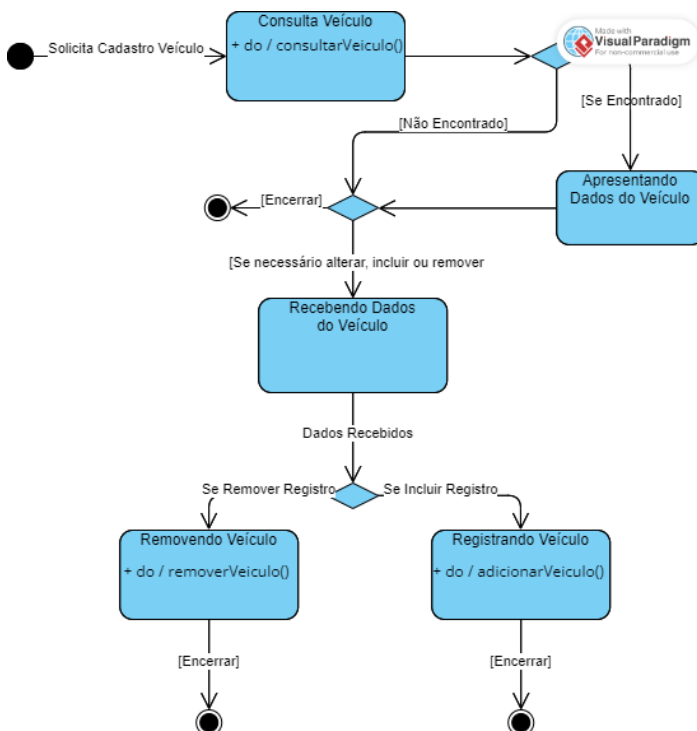 Consulta Veículo
Solicita Cadastro Veículo
+ do / consultarVeiculo()
Made with
Visual Paradigm
For non-commercial use
[Se Encontrado]
[Não Encontrado]
Apresentando
Dados do Veículo
[Encerrar]
[Se necessário alterar, incluir ou remover
Recebendo Dados
do Veículo
Dados Recebidos
Se Remover Registro
Se Incluir Registro
Removendo Veículo
+ do / removerVeiculo()
Registrando Veículo
+ do / adicionarVeiculo()
[Encerrar]
[Encerrar]